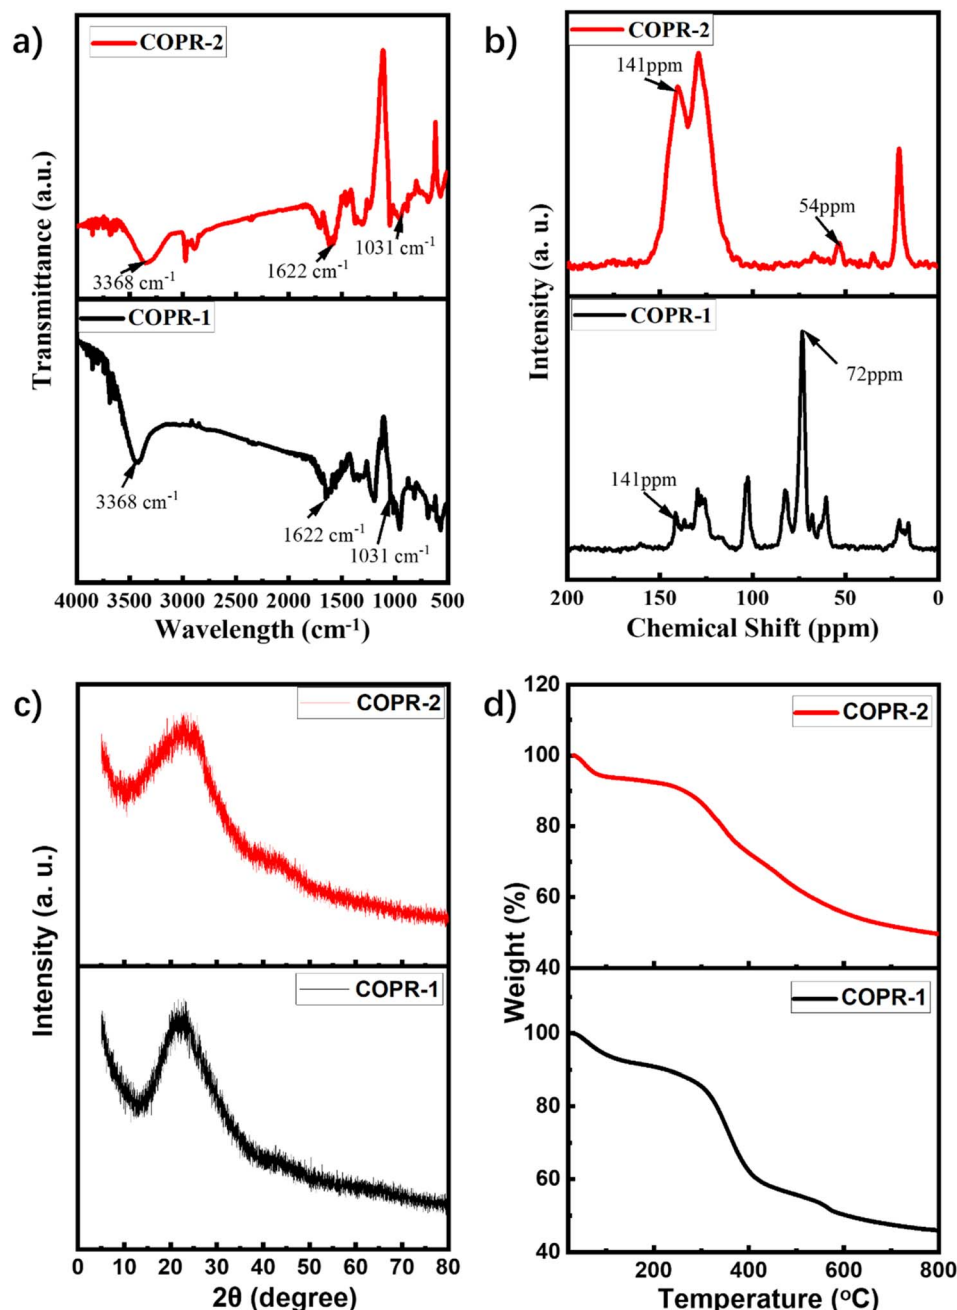 a)
COPR-2
Transmittance (a.u.)
3368 cm-1
1622 cm-1
1031 cm-1
COPR-1
3368 cm-1
1622 cm-1
1031 cm-1
4000 3500 3000 2500 2000 1500 1000 500
Wavelength (cm-1)
b)
COPR-2
Intensity (a. u.)
141ppm
54ppm
COPR-1
72ppm
141ppm
200 150 100 50 0
Chemical Shift (ppm)
c)
COPR-2
Intensity (a. u.)
COPR-1
0 10 20 30 40 50 60 70 80
2θ (degree)
d)
120
COPR-2
100
80
60
40
Weight (%)
COPR-1
100
80
60
40
0 200 400 600 800
Temperature (oC)